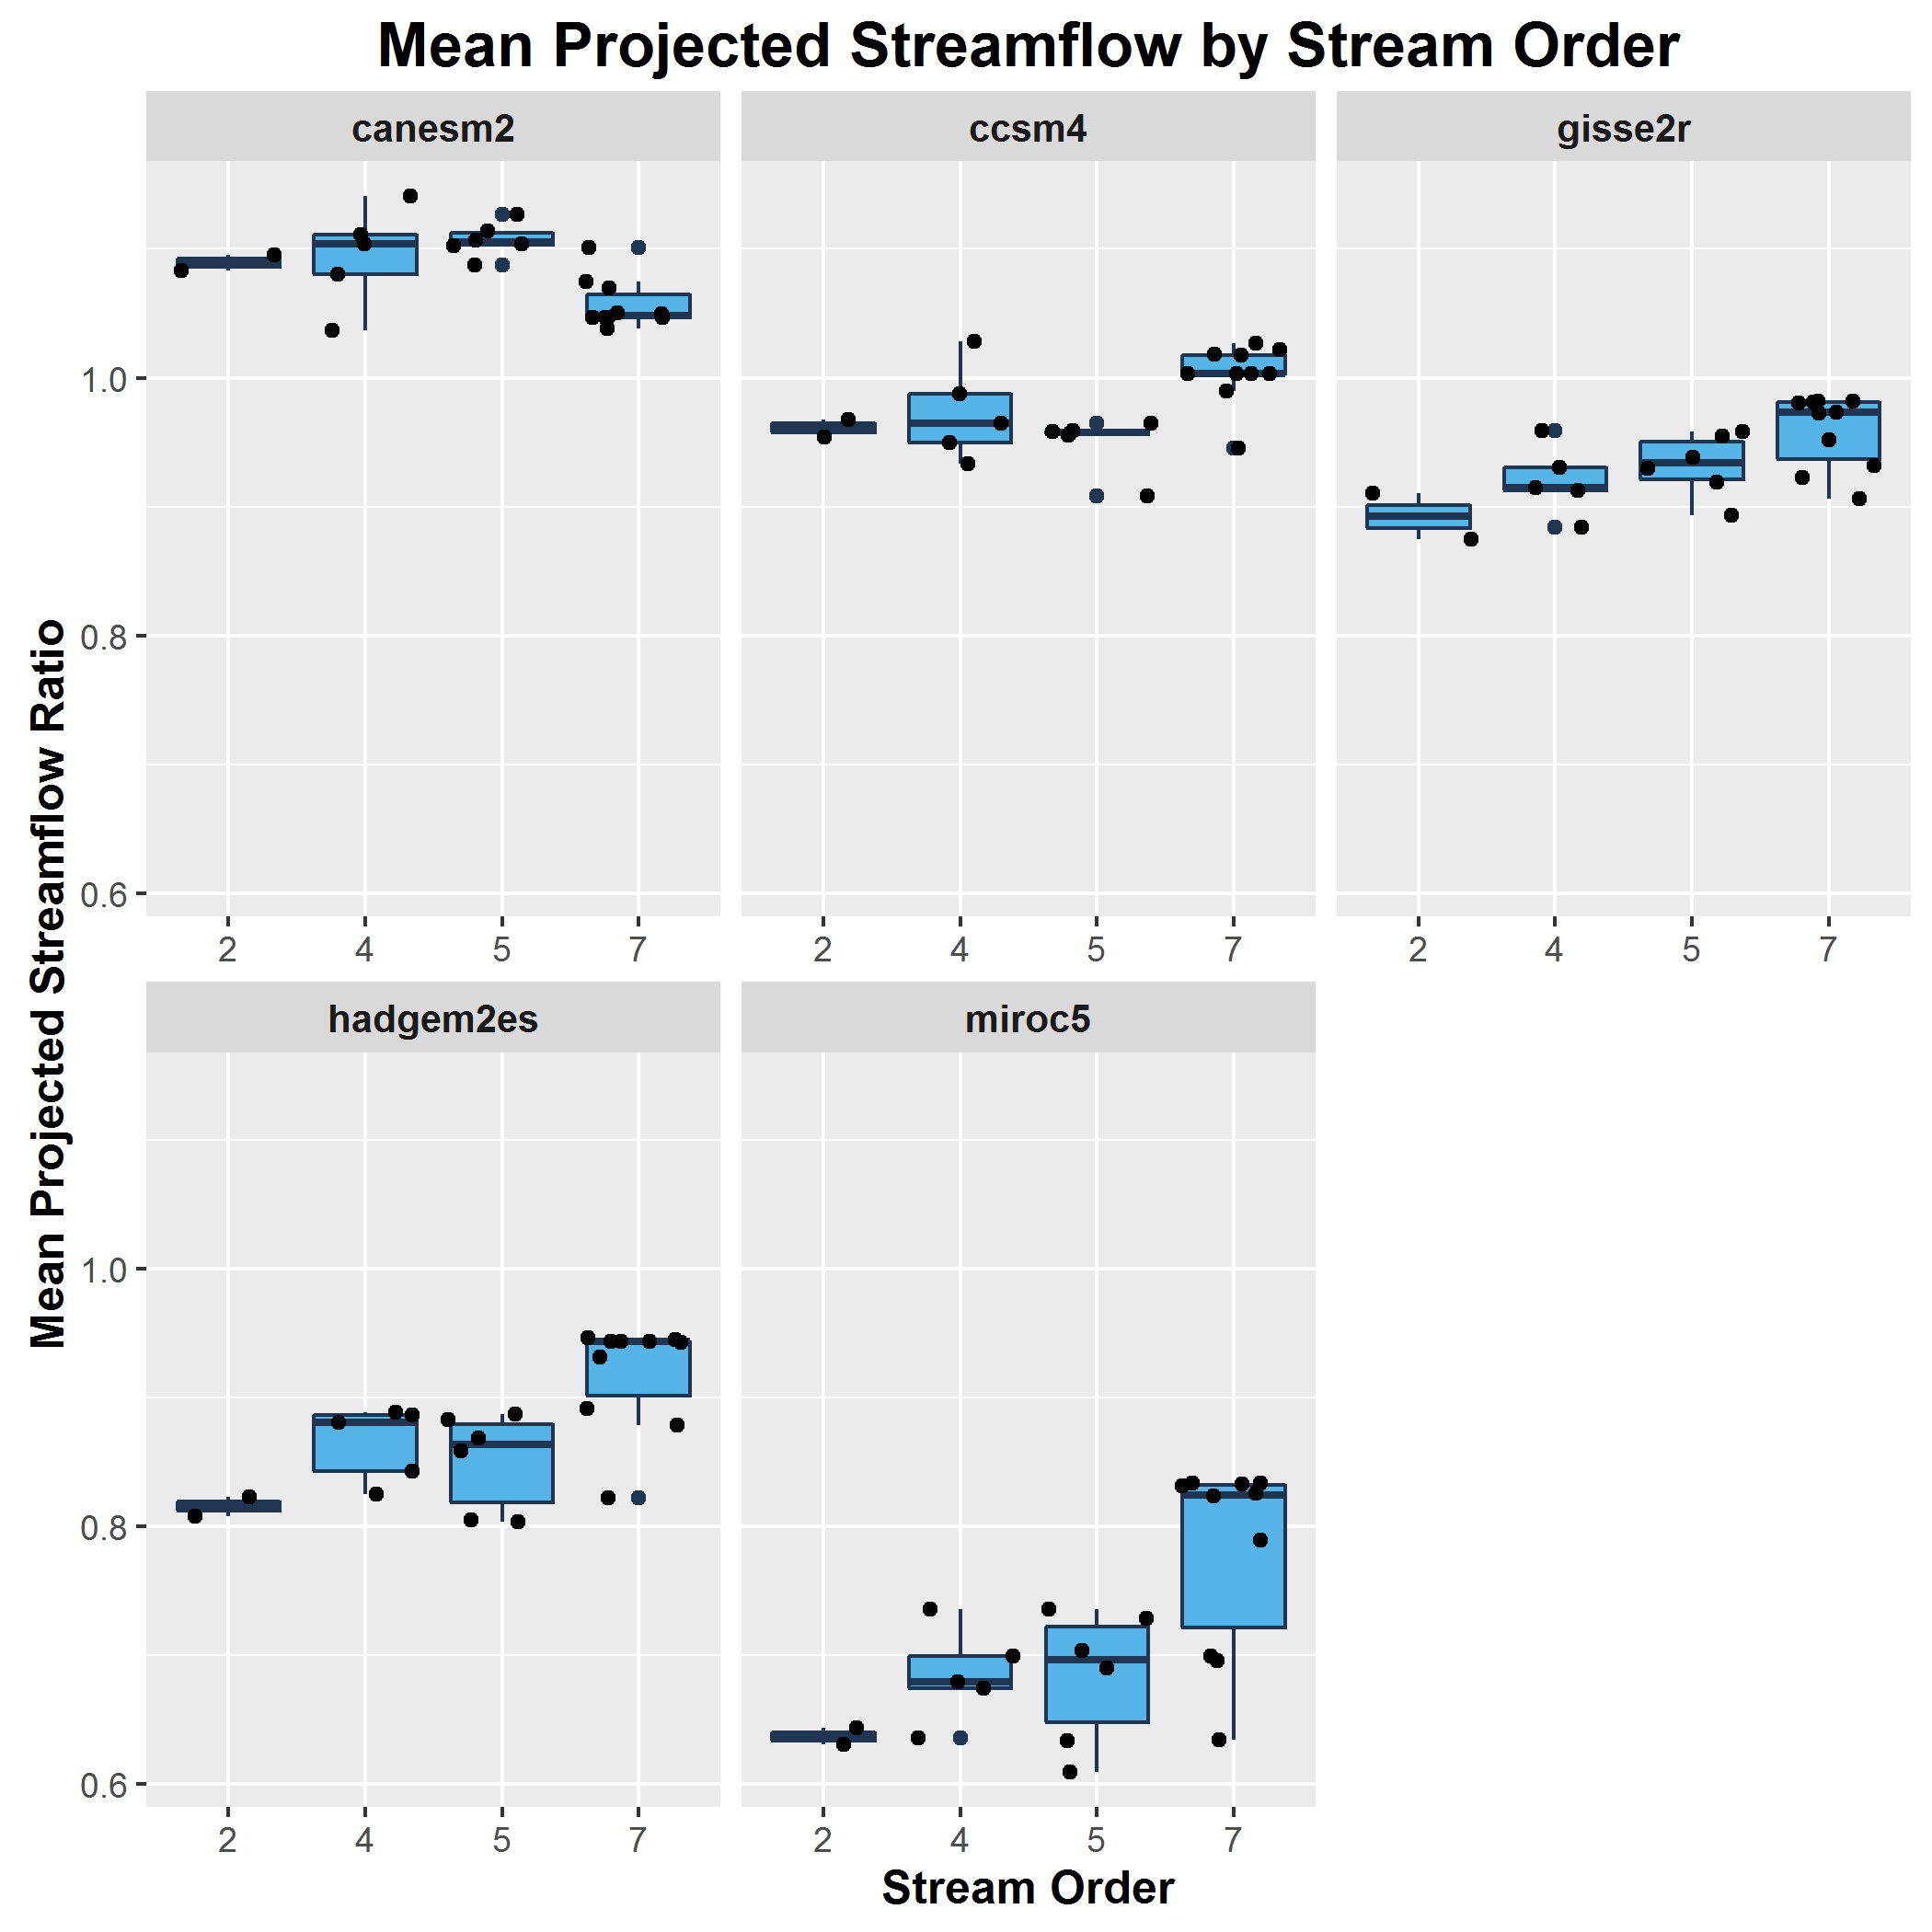 Mean Projected Streamflow by Stream Order
canesm2
ccsm4
gisse2r
1.0
0.8
0.6
2 4 5 7
2 4 5 7
2 4 5 7
Mean Projected Streamflow Ratio
hadgem2es
miroc5
1.0
0.8
0.6
2 4 5 7
2 4 5 7
Stream Order